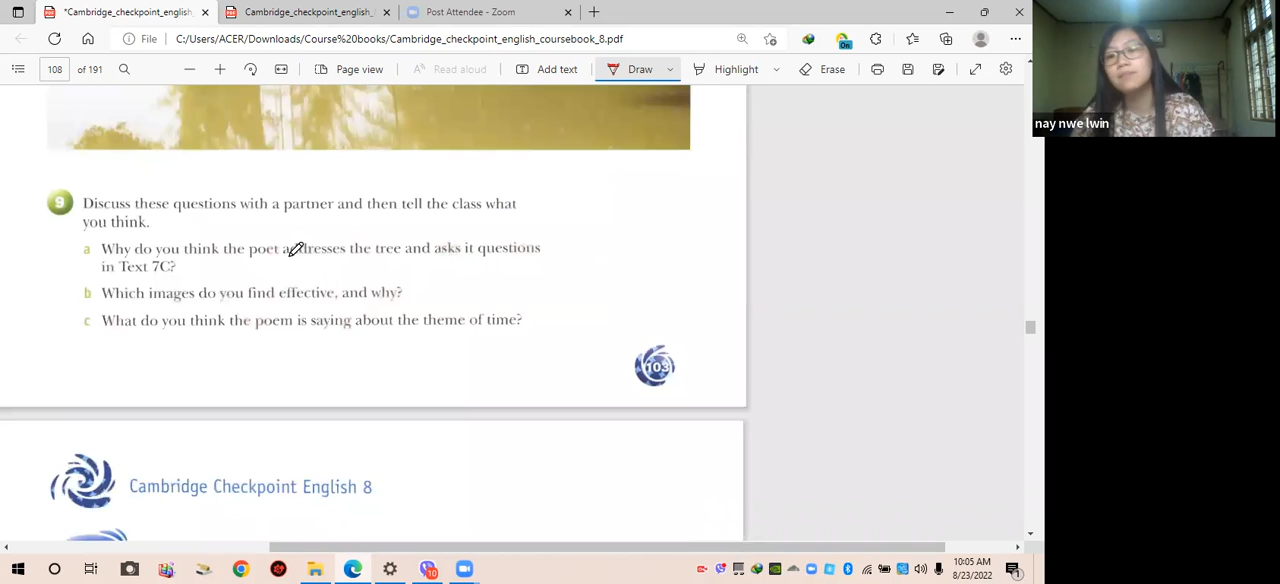 *Cambridge_checkpoint_english_
Cambridge_checkpoint_english_
Post Attendee - Zoom
File
C:/Users/ACER/Downloads/Course%20books/Cambridge_checkpoint_english_coursebook_8.pdf
On
108 of 191
Page view
Read aloud
Add text
Draw
Highlight
Erase
nay nwe lwin
9 Discuss these questions with a partner and then tell the class what
you think.
a Why do you think the poet addresses the tree and asks it questions
in Text 7C?
b Which images do you find effective, and why?
c What do you think the poem is saying about the theme of time?
103
Cambridge Checkpoint English 8
10
10:05 AM
8/23/2022
1